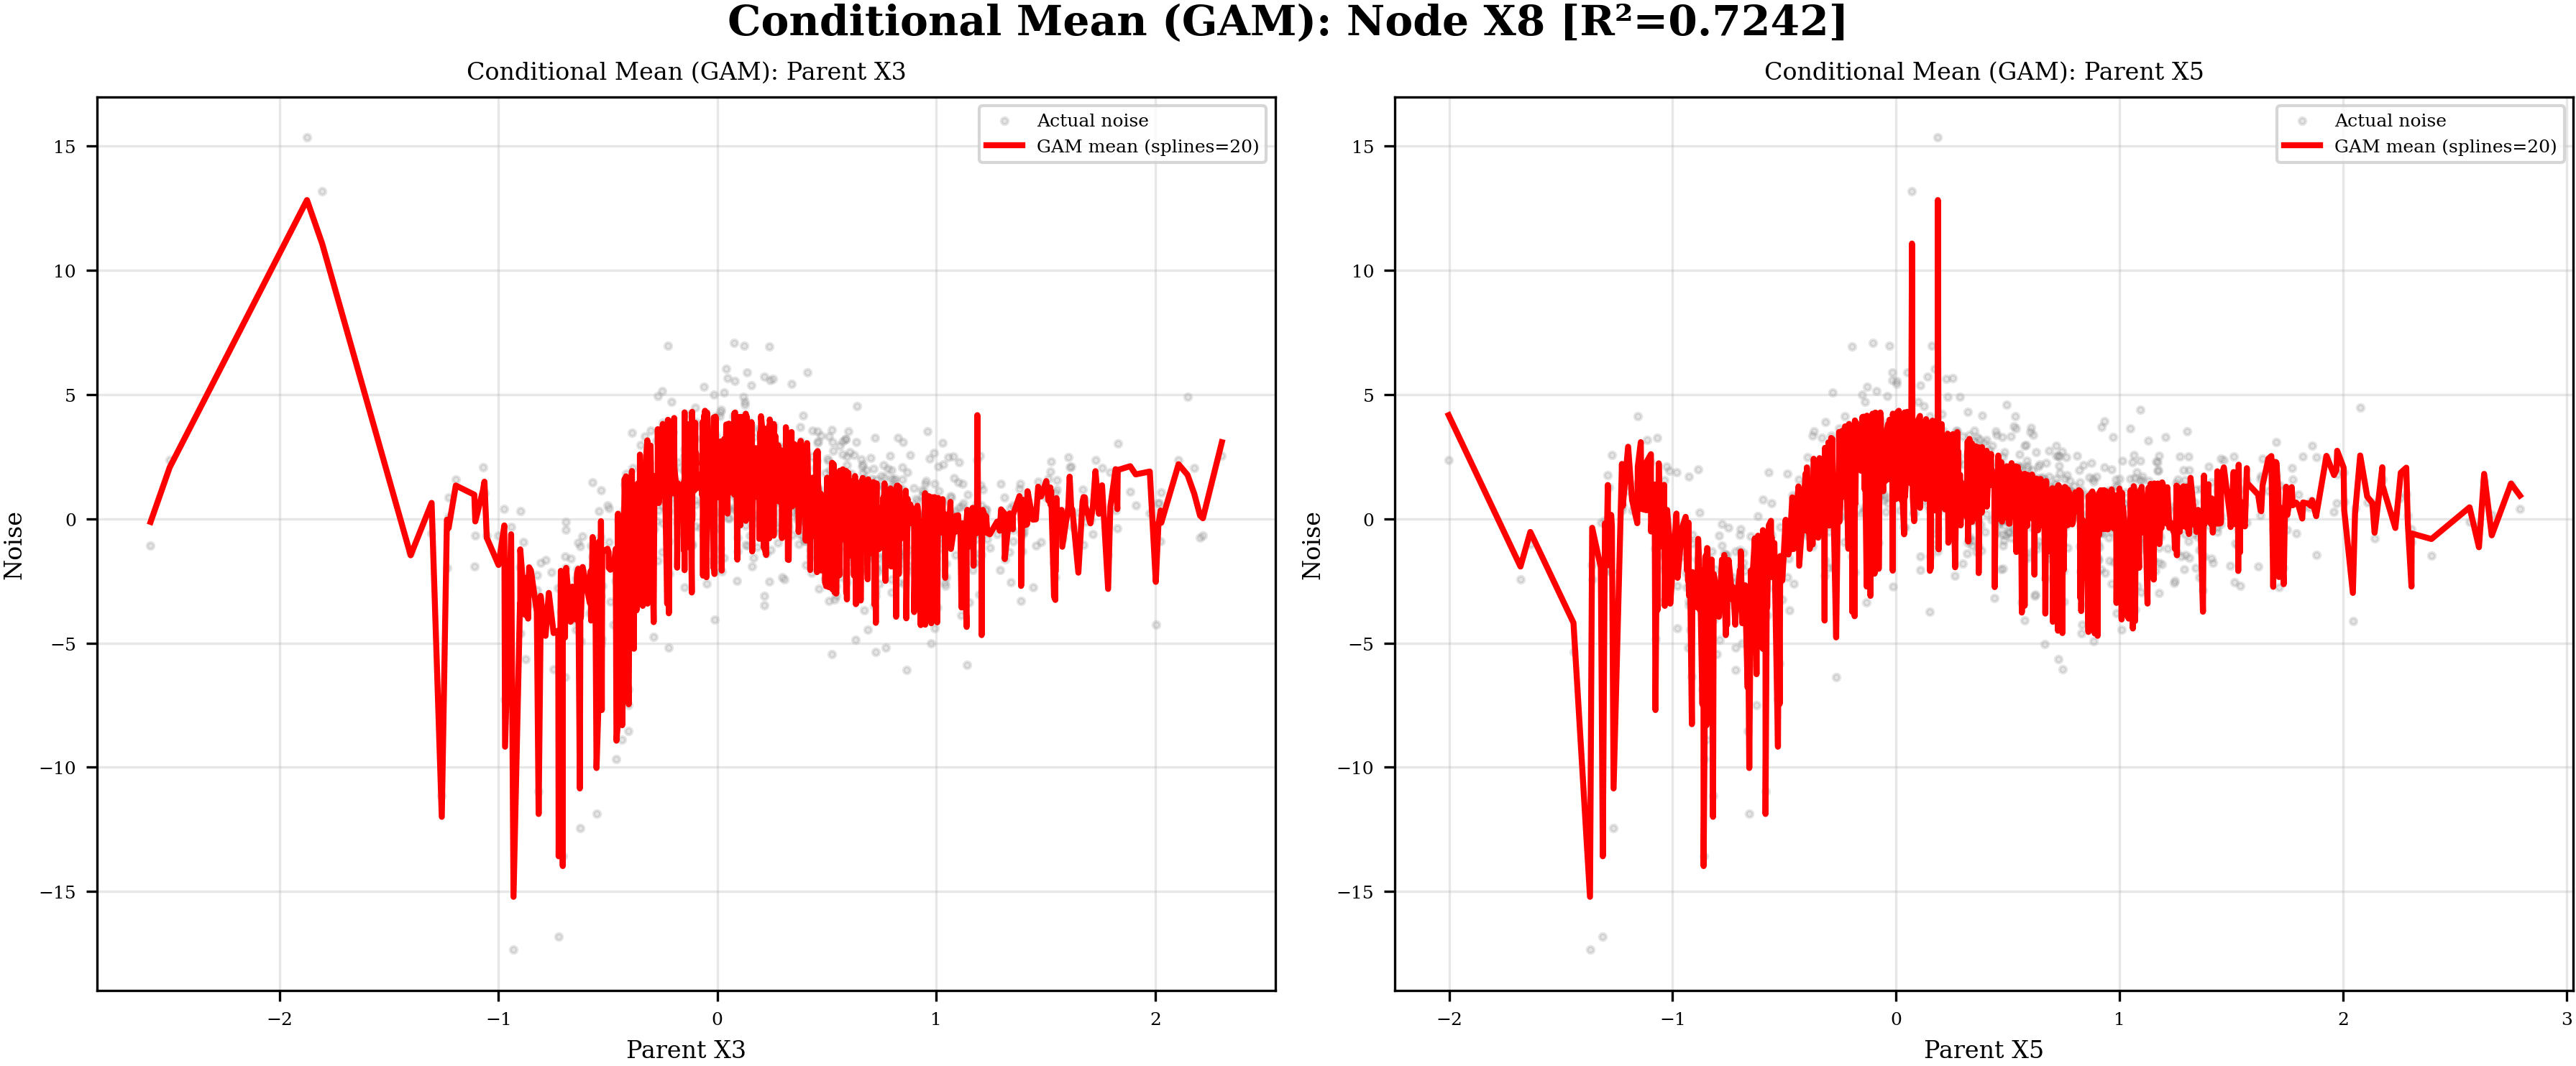 Conditional Mean (GAM): Node X8 [R²=0.7242]
Conditional Mean (GAM): Parent X3
Noise
15
10
5
0
−5
−10
−15
Actual noise
GAM mean (splines=20)
−2
−1
0
1
2
Parent X3
Conditional Mean (GAM): Parent X5
Noise
15
10
5
0
−5
−10
−15
Actual noise
GAM mean (splines=20)
−2
−1
0
1
2
3
Parent X5